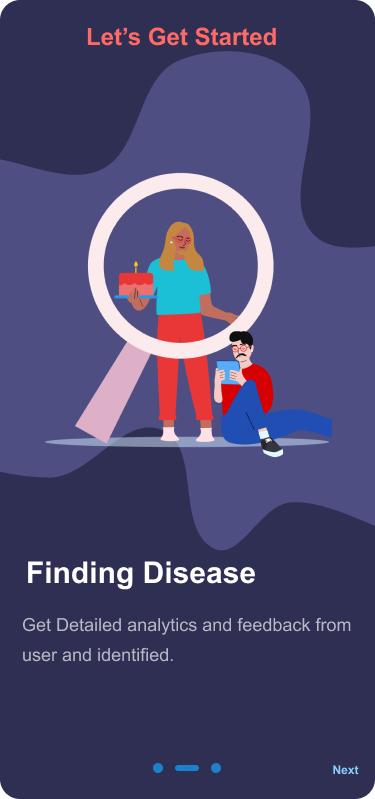 Let’s Get Started
Finding Disease
Get Detailed analytics and feedback from
user and identified.
Next